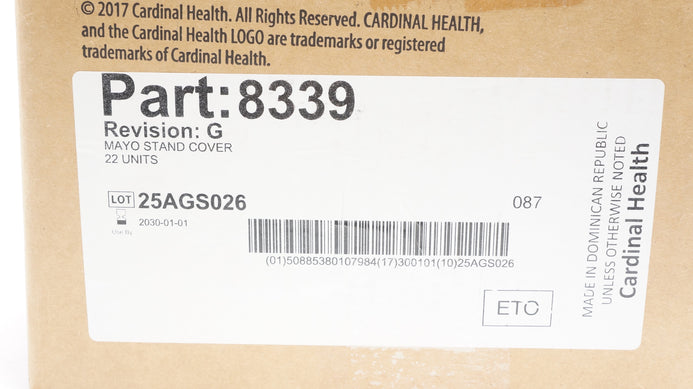 © 2017 Cardinal Health. All Rights Reserved. CARDINAL HEALTH,
and the Cardinal Health LOGO are trademarks or registered
trademarks of Cardinal Health.
Part:8339
Revision: G
MAYO STAND COVER
22 UNITS
LOT 25AGS026
087
2030-01-01
Use By
(01)50885380107984(17)300101(10)25AGS026
ETO
MADE IN DOMINICAN REPUBLIC
UNLESS OTHERWISE NOTED
Cardinal Health